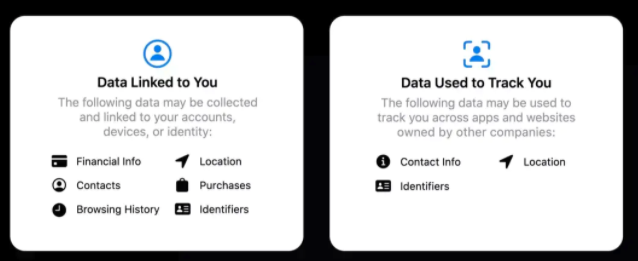 Data Linked to You
The following data may be collected
and linked to your accounts,
devices, or identity:
Financial Info
Location
Contacts
Purchases
Browsing History
Identifiers
Data Used to Track You
The following data may be used to
track you across apps and websites
owned by other companies:
Contact Info
Location
Identifiers